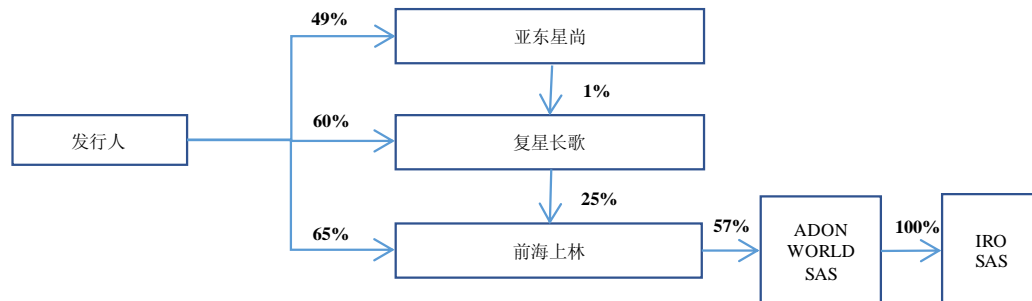 49%
亚东星尚
1%
发行人
60%
复星长歌
25%
65%
前海上林
57%
ADON
WORLD
SAS
100%
IRO
SAS